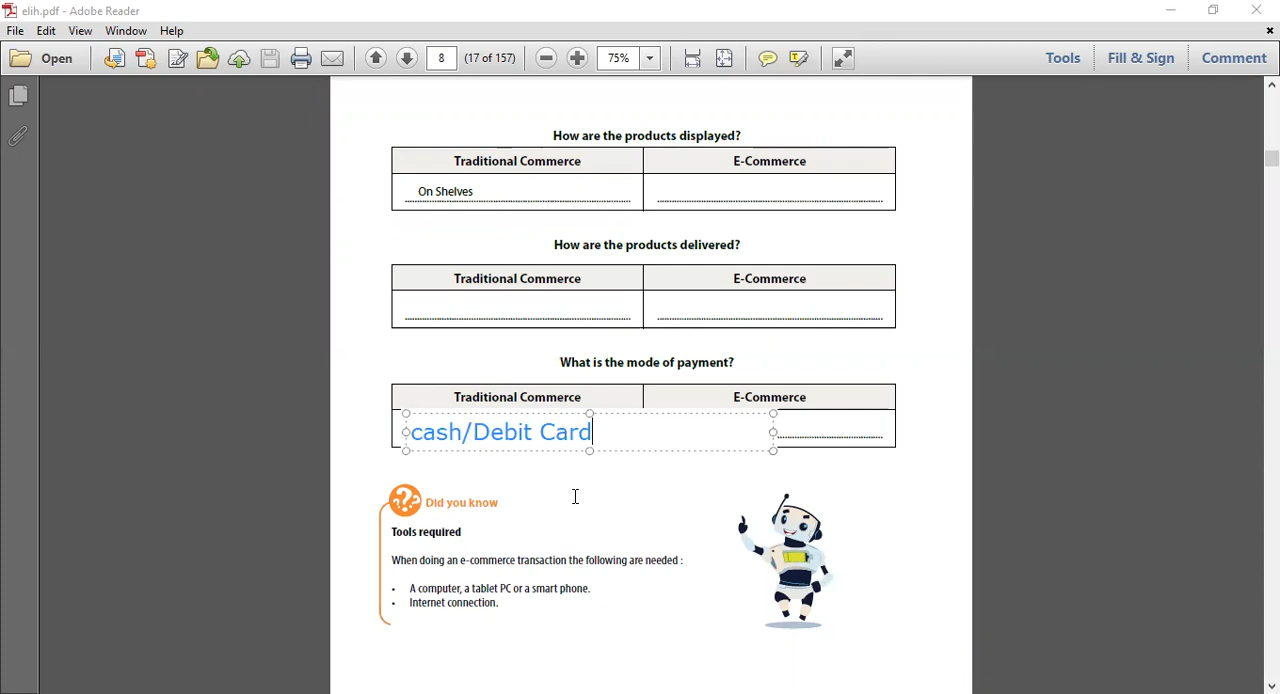 elih.pdf - Adobe Reader
File Edit View Window Help
Open 8 (17 of 157) 75% Tools Fill & Sign Comment
How are the products displayed?
Traditional Commerce E-Commerce
On Shelves
How are the products delivered?
Traditional Commerce E-Commerce
What is the mode of payment?
Traditional Commerce E-Commerce
cash/Debit Card
Did you know
Tools required
When doing an e-commerce transaction the following are needed :
• A computer, a tablet PC or a smart phone.
• Internet connection.